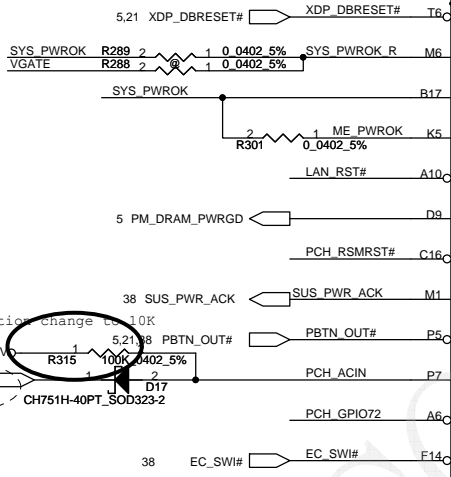 5,21 XDP_DBRESET# XDP_DBRESET# T6
SYS_PWROK R289 2 1 0_0402_5% SYS_PWROK_R M6
VGATE R288 2 @ 1 0_0402_5%
SYS_PWROK B17
R301 2 1 0_0402_5% ME_PWROK K5
LAN_RST# A10
5 PM_DRAM_PWRGD D9
PCH_RSMRST# C16
38 SUS_PWR_ACK SUS_PWR_ACK M1
change to 10K
5,21,38 PBTN_OUT# PBTN_OUT# P5
R315 1 100K_0402_5%
1 2 D17 PCH_ACIN P7
CH751H-40PT_SOD323-2
PCH_GPIO72 A6
38 EC_SWI# EC_SWI# F14